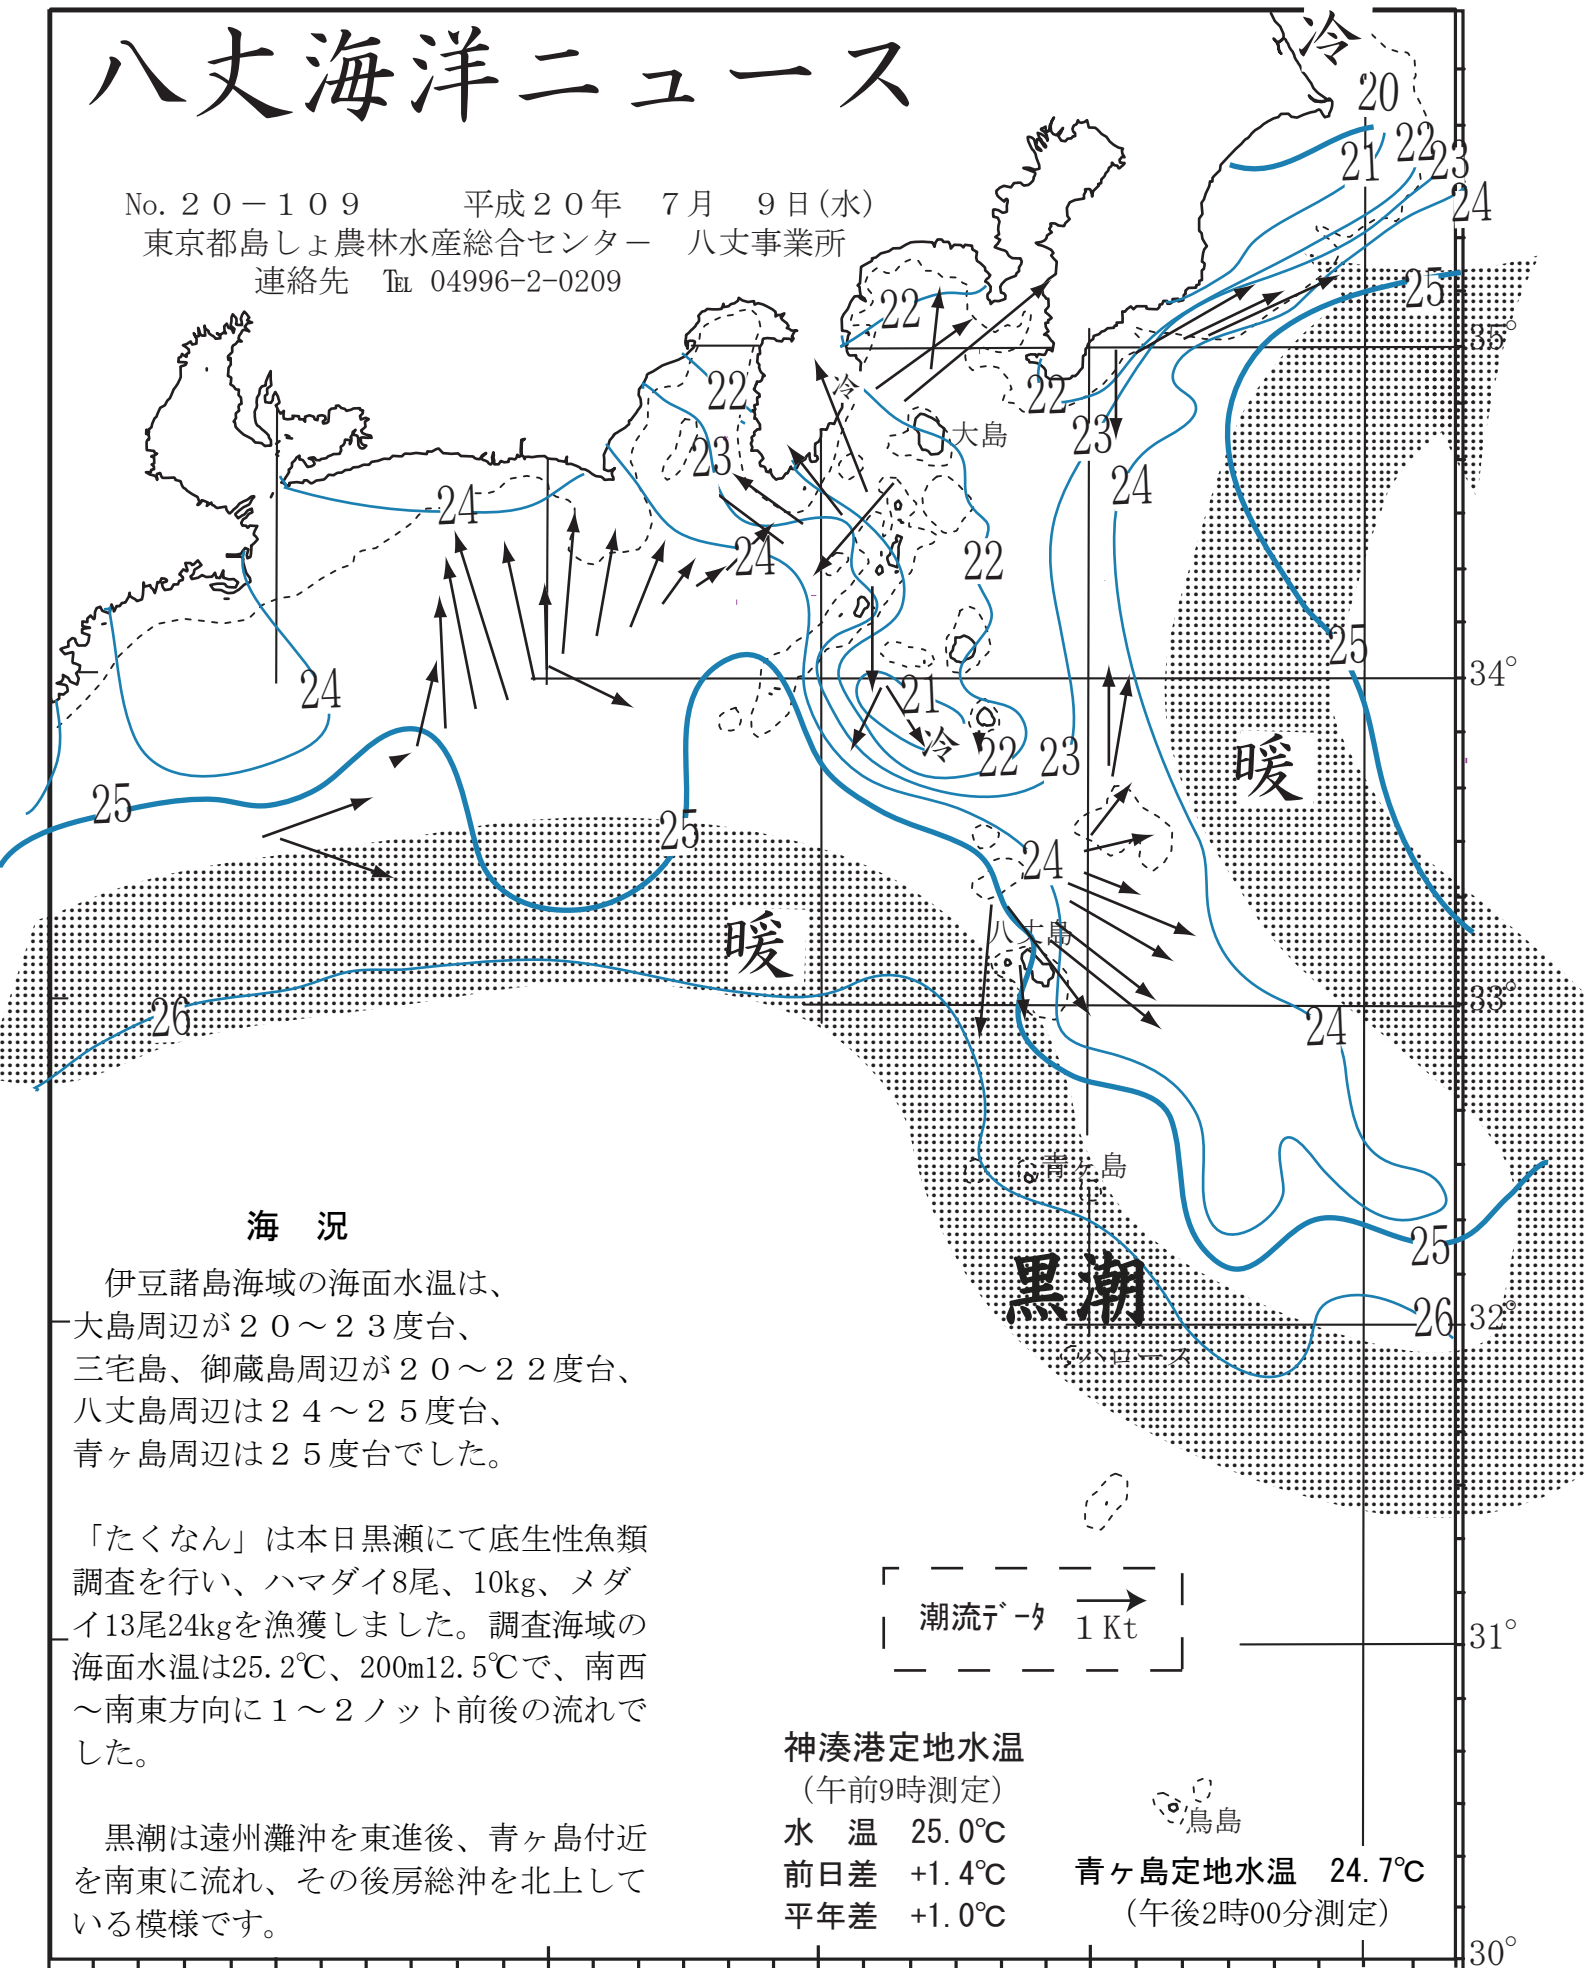 八丈海洋ニュース
No.２０－１０９　　　平成２０年　７月　９日(水)
東京都島しょ農林水産総合センター　八丈事業所
連絡先　℡ 04996-2-0209
冷
20
21
22
23
24
25
35°
22
22
冷
22
大島
23
23
24
24
24
22
25
34°
24
21
冷
22
23
暖
25
25
24
八丈島
暖
26
33°
24
青ヶ島
黒潮
25
26
32°
ベヨネース
海　況
伊豆諸島海域の海面水温は、
大島周辺が２０～２３度台、
三宅島、御蔵島周辺が２０～２２度台、
八丈島周辺は２４～２５度台、
青ヶ島周辺は２５度台でした。
「たくなん」は本日黒瀬にて底生性魚類
調査を行い、ハマダイ8尾、10kg、メダ
イ13尾24kgを漁獲しました。調査海域の
海面水温は25.2℃、200m12.5℃で、南西
～南東方向に１～２ノット前後の流れで
した。
黒潮は遠州灘沖を東進後、青ヶ島付近
を南東に流れ、その後房総沖を北上して
いる模様です。
潮流ﾃﾞｰﾀ
１Kt
31°
神湊港定地水温
（午前9時測定）
水　温　25.0℃
前日差　+1.4℃
平年差　+1.0℃
鳥島
青ヶ島定地水温　24.7℃
（午後2時00分測定）
30°